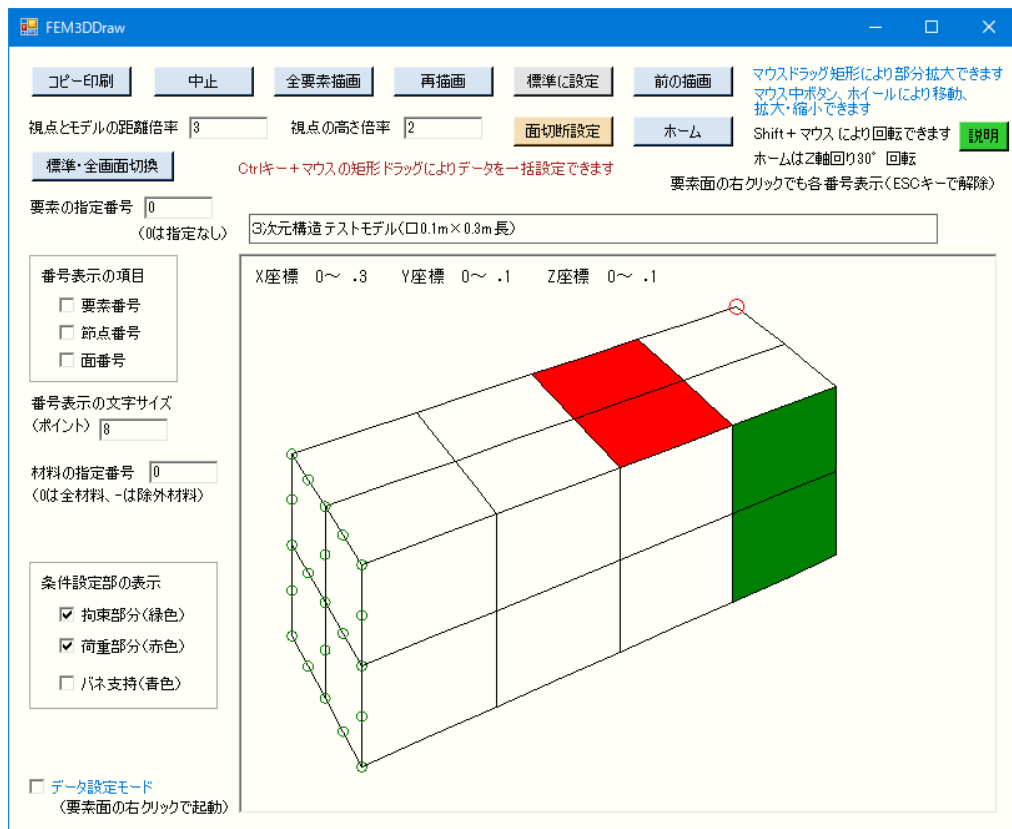 FEM3DDraw
コピー印刷 中止 全要素描画 再描画 標準に設定 前の描画
マウスドラッグ矩形により部分拡大できます
マウス中ボタン、ホイールにより移動、
拡大・縮小できます
視点とモデルの距離倍率 3 視点の高さ倍率 2 面切断設定 ホーム
Shift+マウスにより回転できます 説明
ホームはZ軸回り30° 回転
標準・全画面切換 Ctrlキー+マウスの矩形ドラッグによりデータを一括設定できます
要素面の右クリックでも各番号表示(ESCキーで解除)
要素の指定番号 0
(0は指定なし)
3次元構造テストモデル(口0.1m×0.3m長)
X座標 0~ .3 Y座標 0~ .1 Z座標 0~ .1
番号表示の項目
要素番号
節点番号
面番号
番号表示の文字サイズ
(ポイント) 8
材料の指定番号 0
(0は全材料、-は除外材料)
条件設定部の表示
拘束部分(緑色)
荷重部分(赤色)
バネ支持(青色)
データ設定モード
(要素面の右クリックで起動)